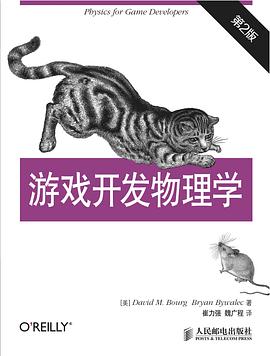 Physics for Game Developers
第2版
游戏开发物理学
[美] David M. Bourg Bryan Bywalec 著
崔力强 魏广程 译
O'REILLY®
人民邮电出版社
POSTS & TELECOM PRESS